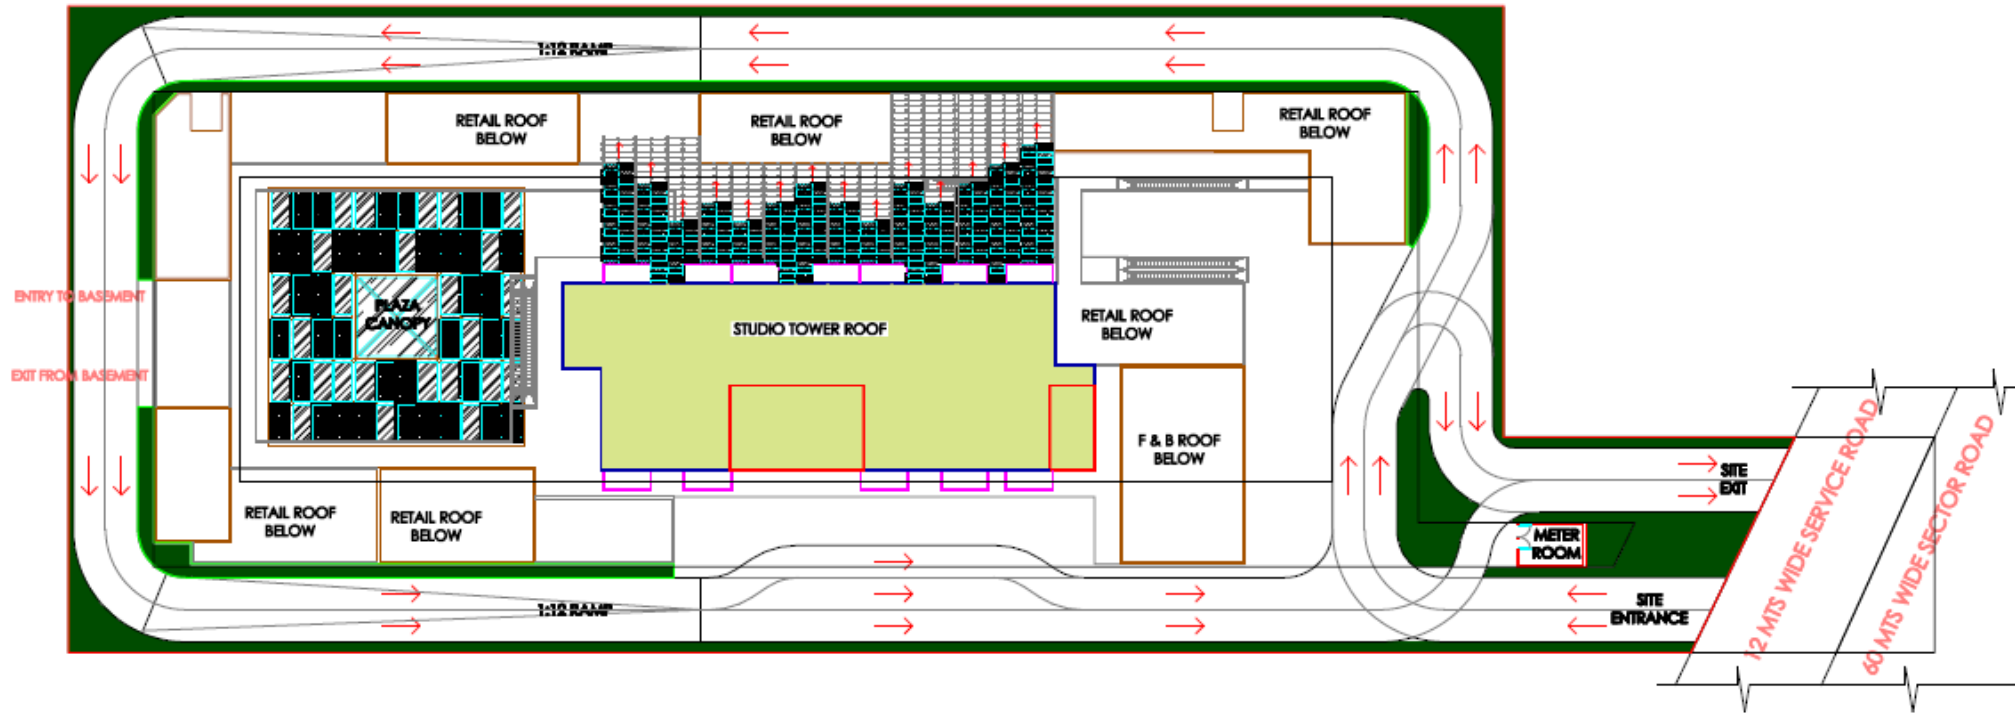 1:12 RAMP
RETAIL ROOF
BELOW
RETAIL ROOF
BELOW
RETAIL ROOF
BELOW
ENTRY TO BASEMENT
PLAZA
CANOPY
STUDIO TOWER ROOF
RETAIL ROOF
BELOW
EXIT FROM BASEMENT
F & B ROOF
BELOW
RETAIL ROOF
BELOW
RETAIL ROOF
BELOW
SITE
EXIT
METER
ROOM
1:12 RAMP
SITE
ENTRANCE
12 MTS WIDE SERVICE ROAD
60 MTS WIDE SECTOR ROAD